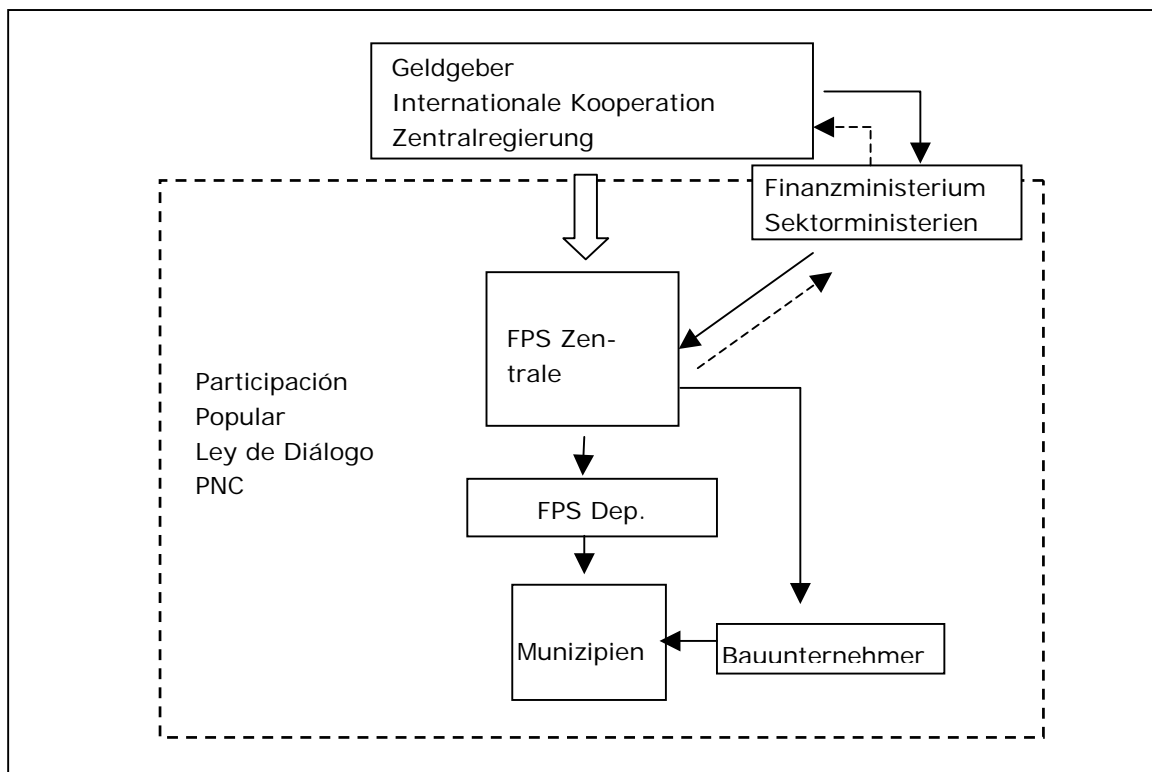 Geldgeber
Internationale Kooperation
Zentralregierung
Finanzministerium
Sektorministerien
FPS Zen-
trale
Participación
Popular
Ley de Diálogo
PNC
FPS Dep.
Munizipien
Bauunternehmer